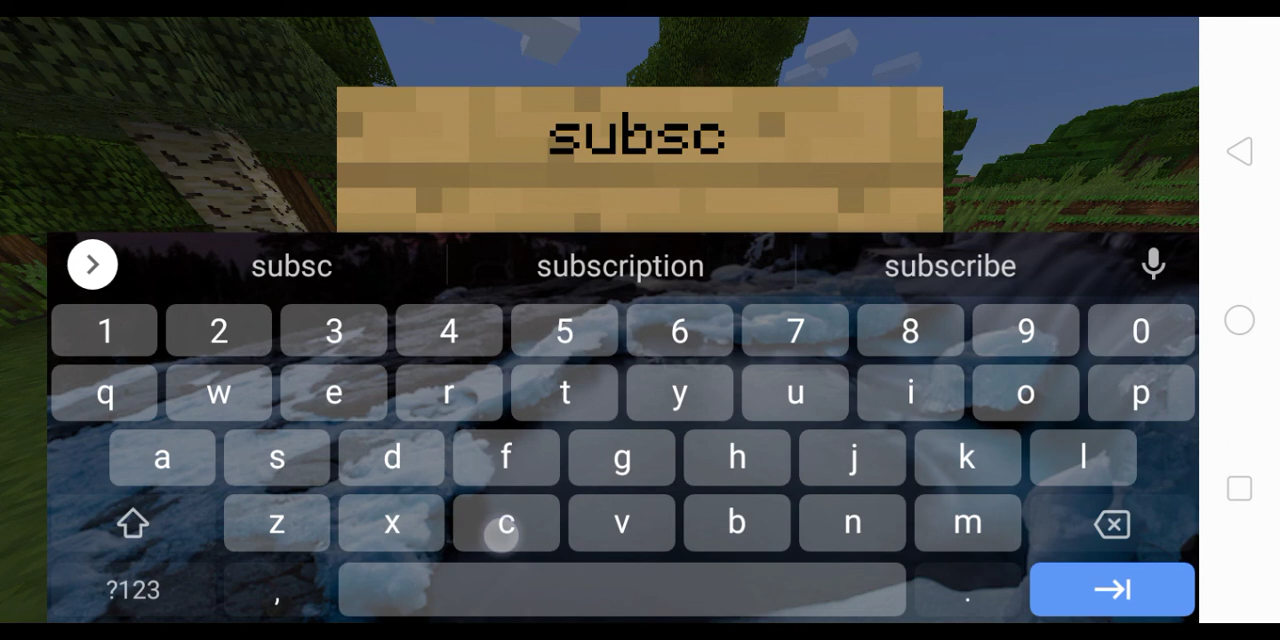 subsc
subsc subscription subscribe
1 2 3 4 5 6 7 8 9 0
q w e r t y u i o p
a s d f g h j k l
z x c v b n m
?123 , .